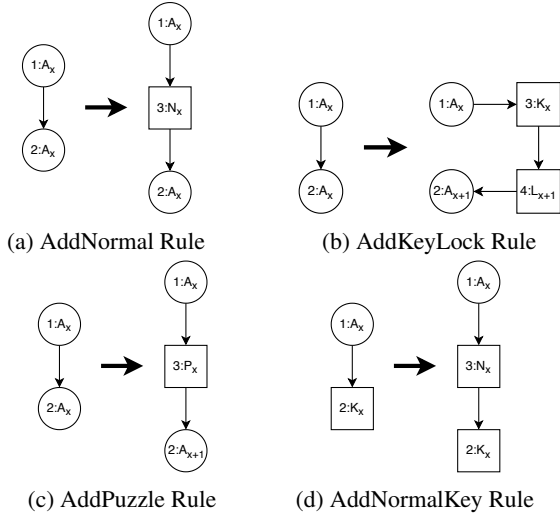 1:Aₓ
2:Aₓ
1:Aₓ
3:Nₓ
2:Aₓ
(a) AddNormal Rule
1:Aₓ
2:Aₓ
1:Aₓ 3:Kₓ
2:Aₓ₊₁ 4:Lₓ₊₁
(b) AddKeyLock Rule
1:Aₓ
2:Aₓ
1:Aₓ
3:Pₓ
2:Aₓ₊₁
(c) AddPuzzle Rule
1:Aₓ
2:Kₓ
1:Aₓ
3:Nₓ
2:Kₓ
(d) AddNormalKey Rule